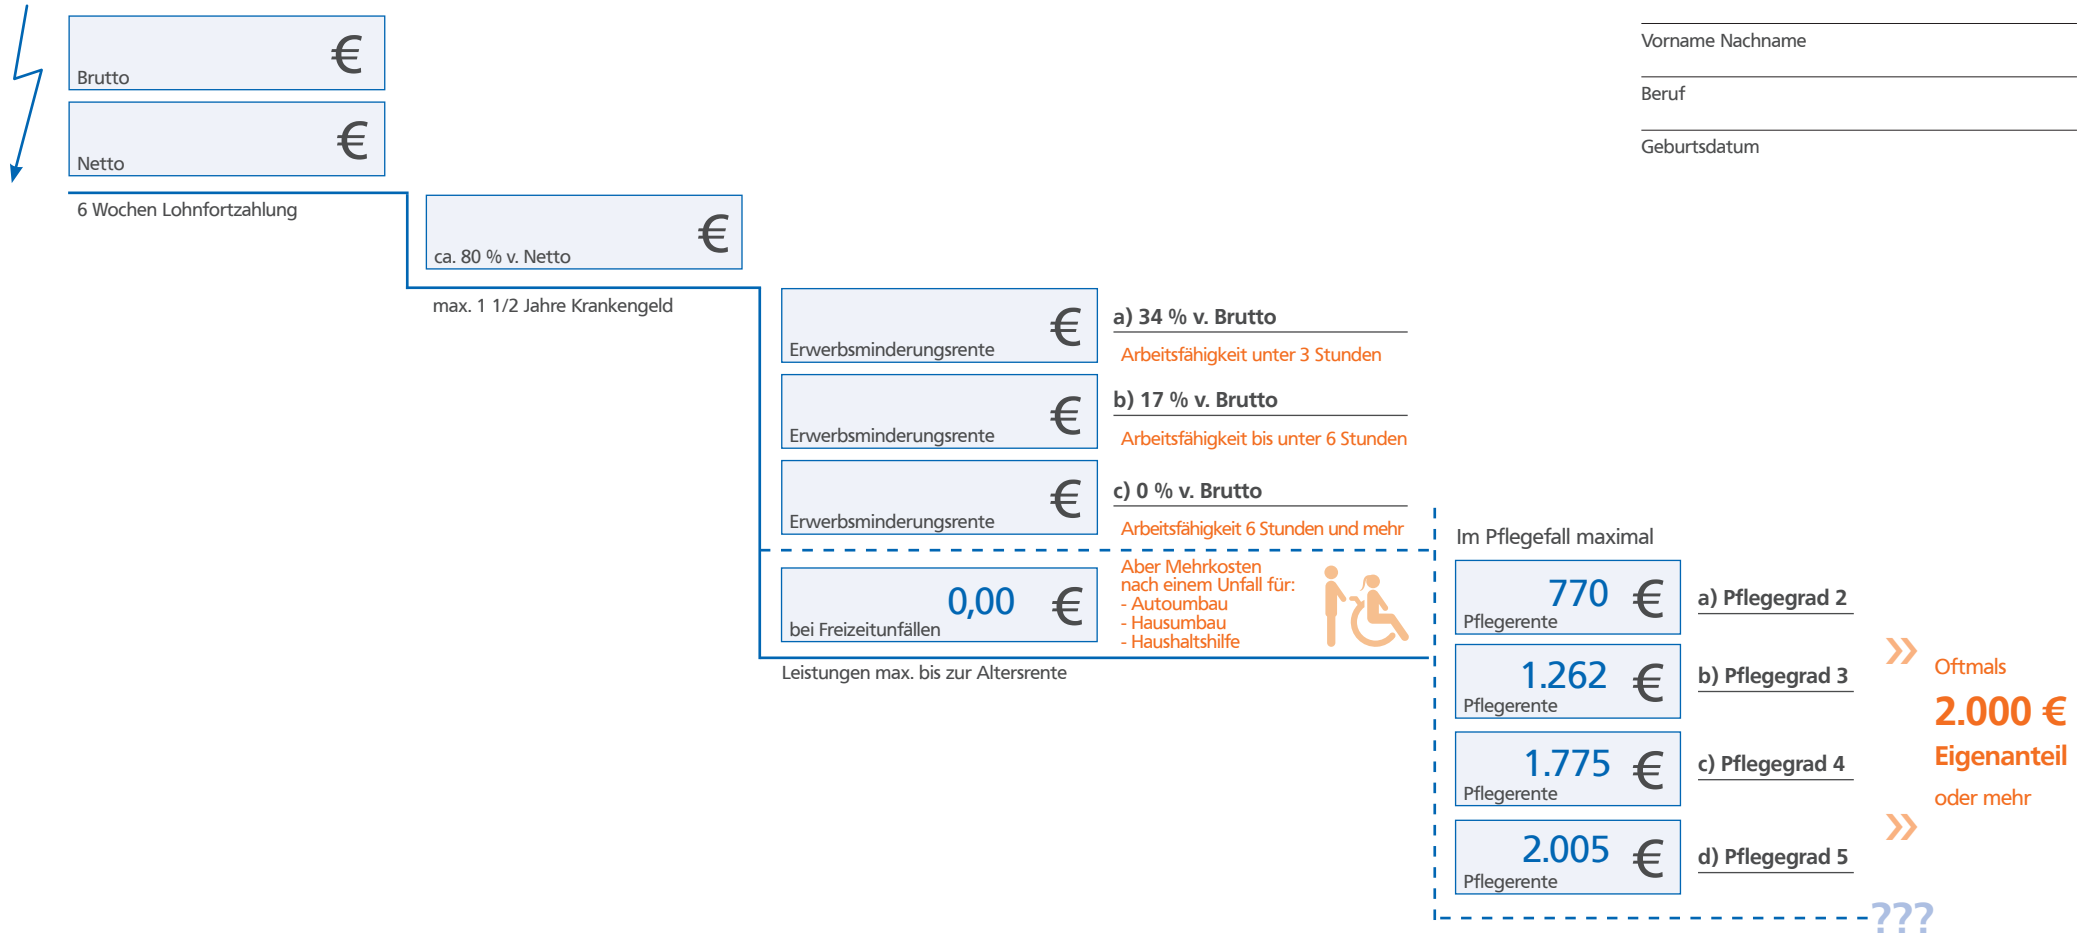 €
Brutto
€
Netto
6 Wochen Lohnfortzahlung
Vorname Nachname
Beruf
Geburtsdatum
€
ca. 80 % v. Netto
max. 1 1/2 Jahre Krankengeld
€
Erwerbsminderungsrente
a) 34 % v. Brutto
Arbeitsfähigkeit unter 3 Stunden
€
Erwerbsminderungsrente
b) 17 % v. Brutto
Arbeitsfähigkeit bis unter 6 Stunden
€
Erwerbsminderungsrente
c) 0 % v. Brutto
Arbeitsfähigkeit 6 Stunden und mehr
0,00 €
bei Freizeitunfällen
Aber Mehrkosten
nach einem Unfall für:
- Autoumbau
- Hausumbau
- Haushaltshilfe
Leistungen max. bis zur Altersrente
Im Pflegefall maximal
770 €
Pflegerente
a) Pflegegrad 2
1.262 €
Pflegerente
b) Pflegegrad 3
1.775 €
Pflegerente
c) Pflegegrad 4
2.005 €
Pflegerente
d) Pflegegrad 5
»
Oftmals
2.000 €
Eigenanteil
oder mehr
»
???